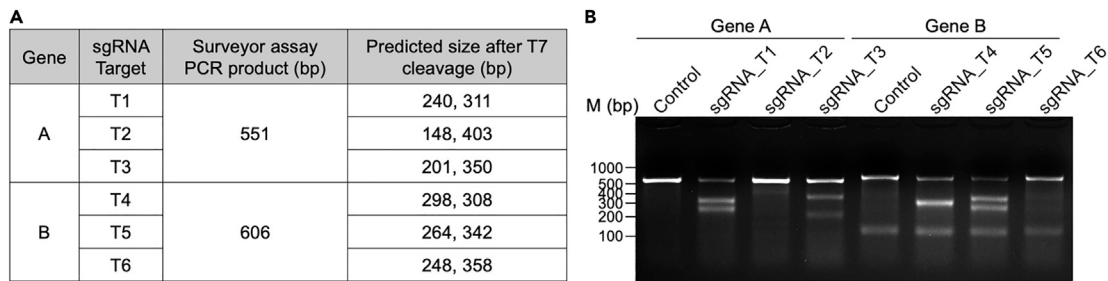 A
Gene
sgRNA
Target
Surveyor assay
PCR product (bp)
Predicted size after T7
cleavage (bp)
A
T1
551
240, 311
T2
148, 403
T3
201, 350
B
T4
606
298, 308
T5
264, 342
T6
248, 358
B
Gene A
Gene B
M (bp)
Control
sgRNA_T1
sgRNA_T2
sgRNA_T3
Control
sgRNA_T4
sgRNA_T5
sgRNA_T6
1000
500
400
300
200
100